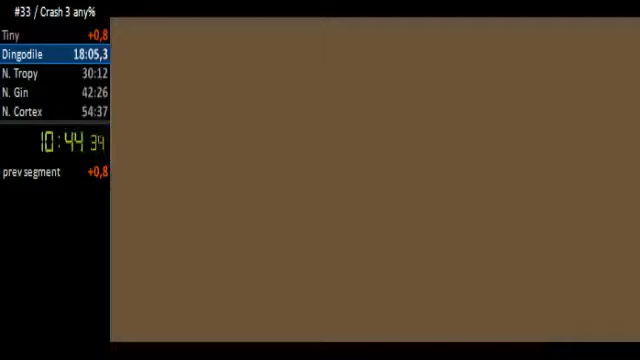 #33 / Crash 3 any%
Tiny +0,8
Dingodile 18:05,3
N. Tropy 30:12
N. Gin 42:26
N. Cortex 54:37
10:44 34
prev segment +0,8